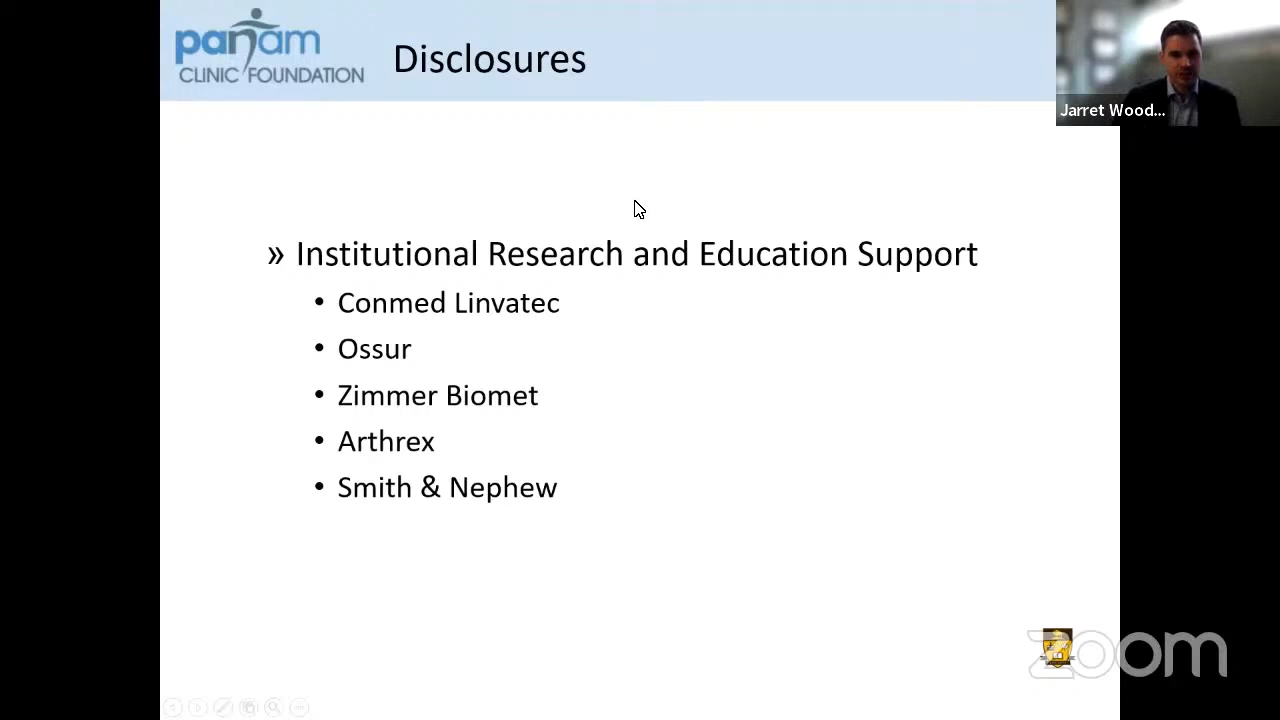 panam
CLINIC FOUNDATION
Disclosures
Jarret Wood...
» Institutional Research and Education Support
• Conmed Linvatec
• Ossur
• Zimmer Biomet
• Arthrex
• Smith & Nephew
zoom